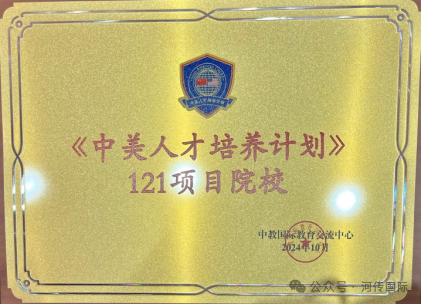 《中美人才培养计划》
121项目院校
中教国际教育交流中心
2024年10月
公众号·河传国际